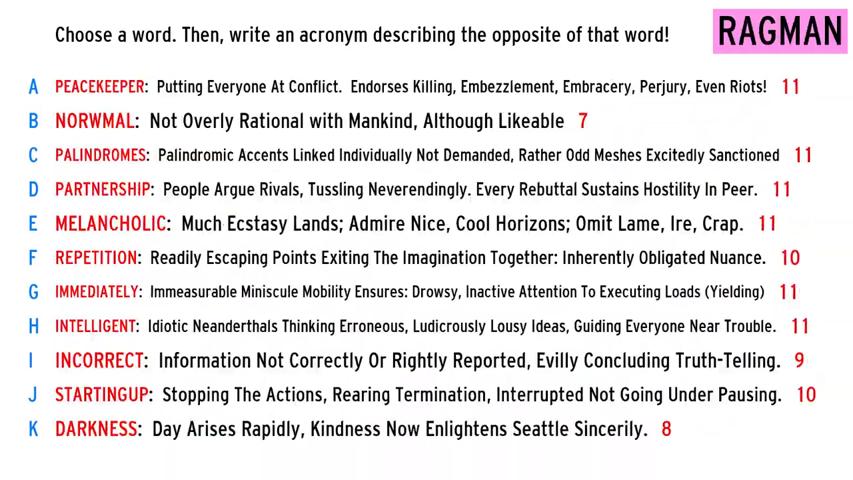 Choose a word. Then, write an acronym describing the opposite of that word!
RAGMAN
A PEACEKEEPER: Putting Everyone At Conflict. Endorses Killing, Embezzlement, Embracery, Perjury, Even Riots! 11
B NORWMAL: Not Overly Rational with Mankind, Although Likeable 7
C PALINDROMES: Palindromic Accents Linked Individually Not Demanded, Rather Odd Meshes Excitedly Sanctioned 11
D PARTNERSHIP: People Argue Rivals, Tussling Neverendingly. Every Rebuttal Sustains Hostility In Peer. 11
E MELANCHOLIC: Much Ecstasy Lands; Admire Nice, Cool Horizons; Omit Lame, Ire, Crap. 11
F REPETITION: Readily Escaping Points Exiting The Imagination Together: Inherently Obligated Nuance. 10
G IMMEDIATELY: Immeasurable Miniscule Mobility Ensures: Drowsy, Inactive Attention To Executing Loads (Yielding) 11
H INTELLIGENT: Idiotic Neanderthals Thinking Erroneous, Ludicrously Lousy Ideas, Guiding Everyone Near Trouble. 11
I INCORRECT: Information Not Correctly Or Rightly Reported, Evilly Concluding Truth-Telling. 9
J STARTINGUP: Stopping The Actions, Rearing Termination, Interrupted Not Going Under Pausing. 10
K DARKNESS: Day Arises Rapidly, Kindness Now Enlightens Seattle Sincerily. 8